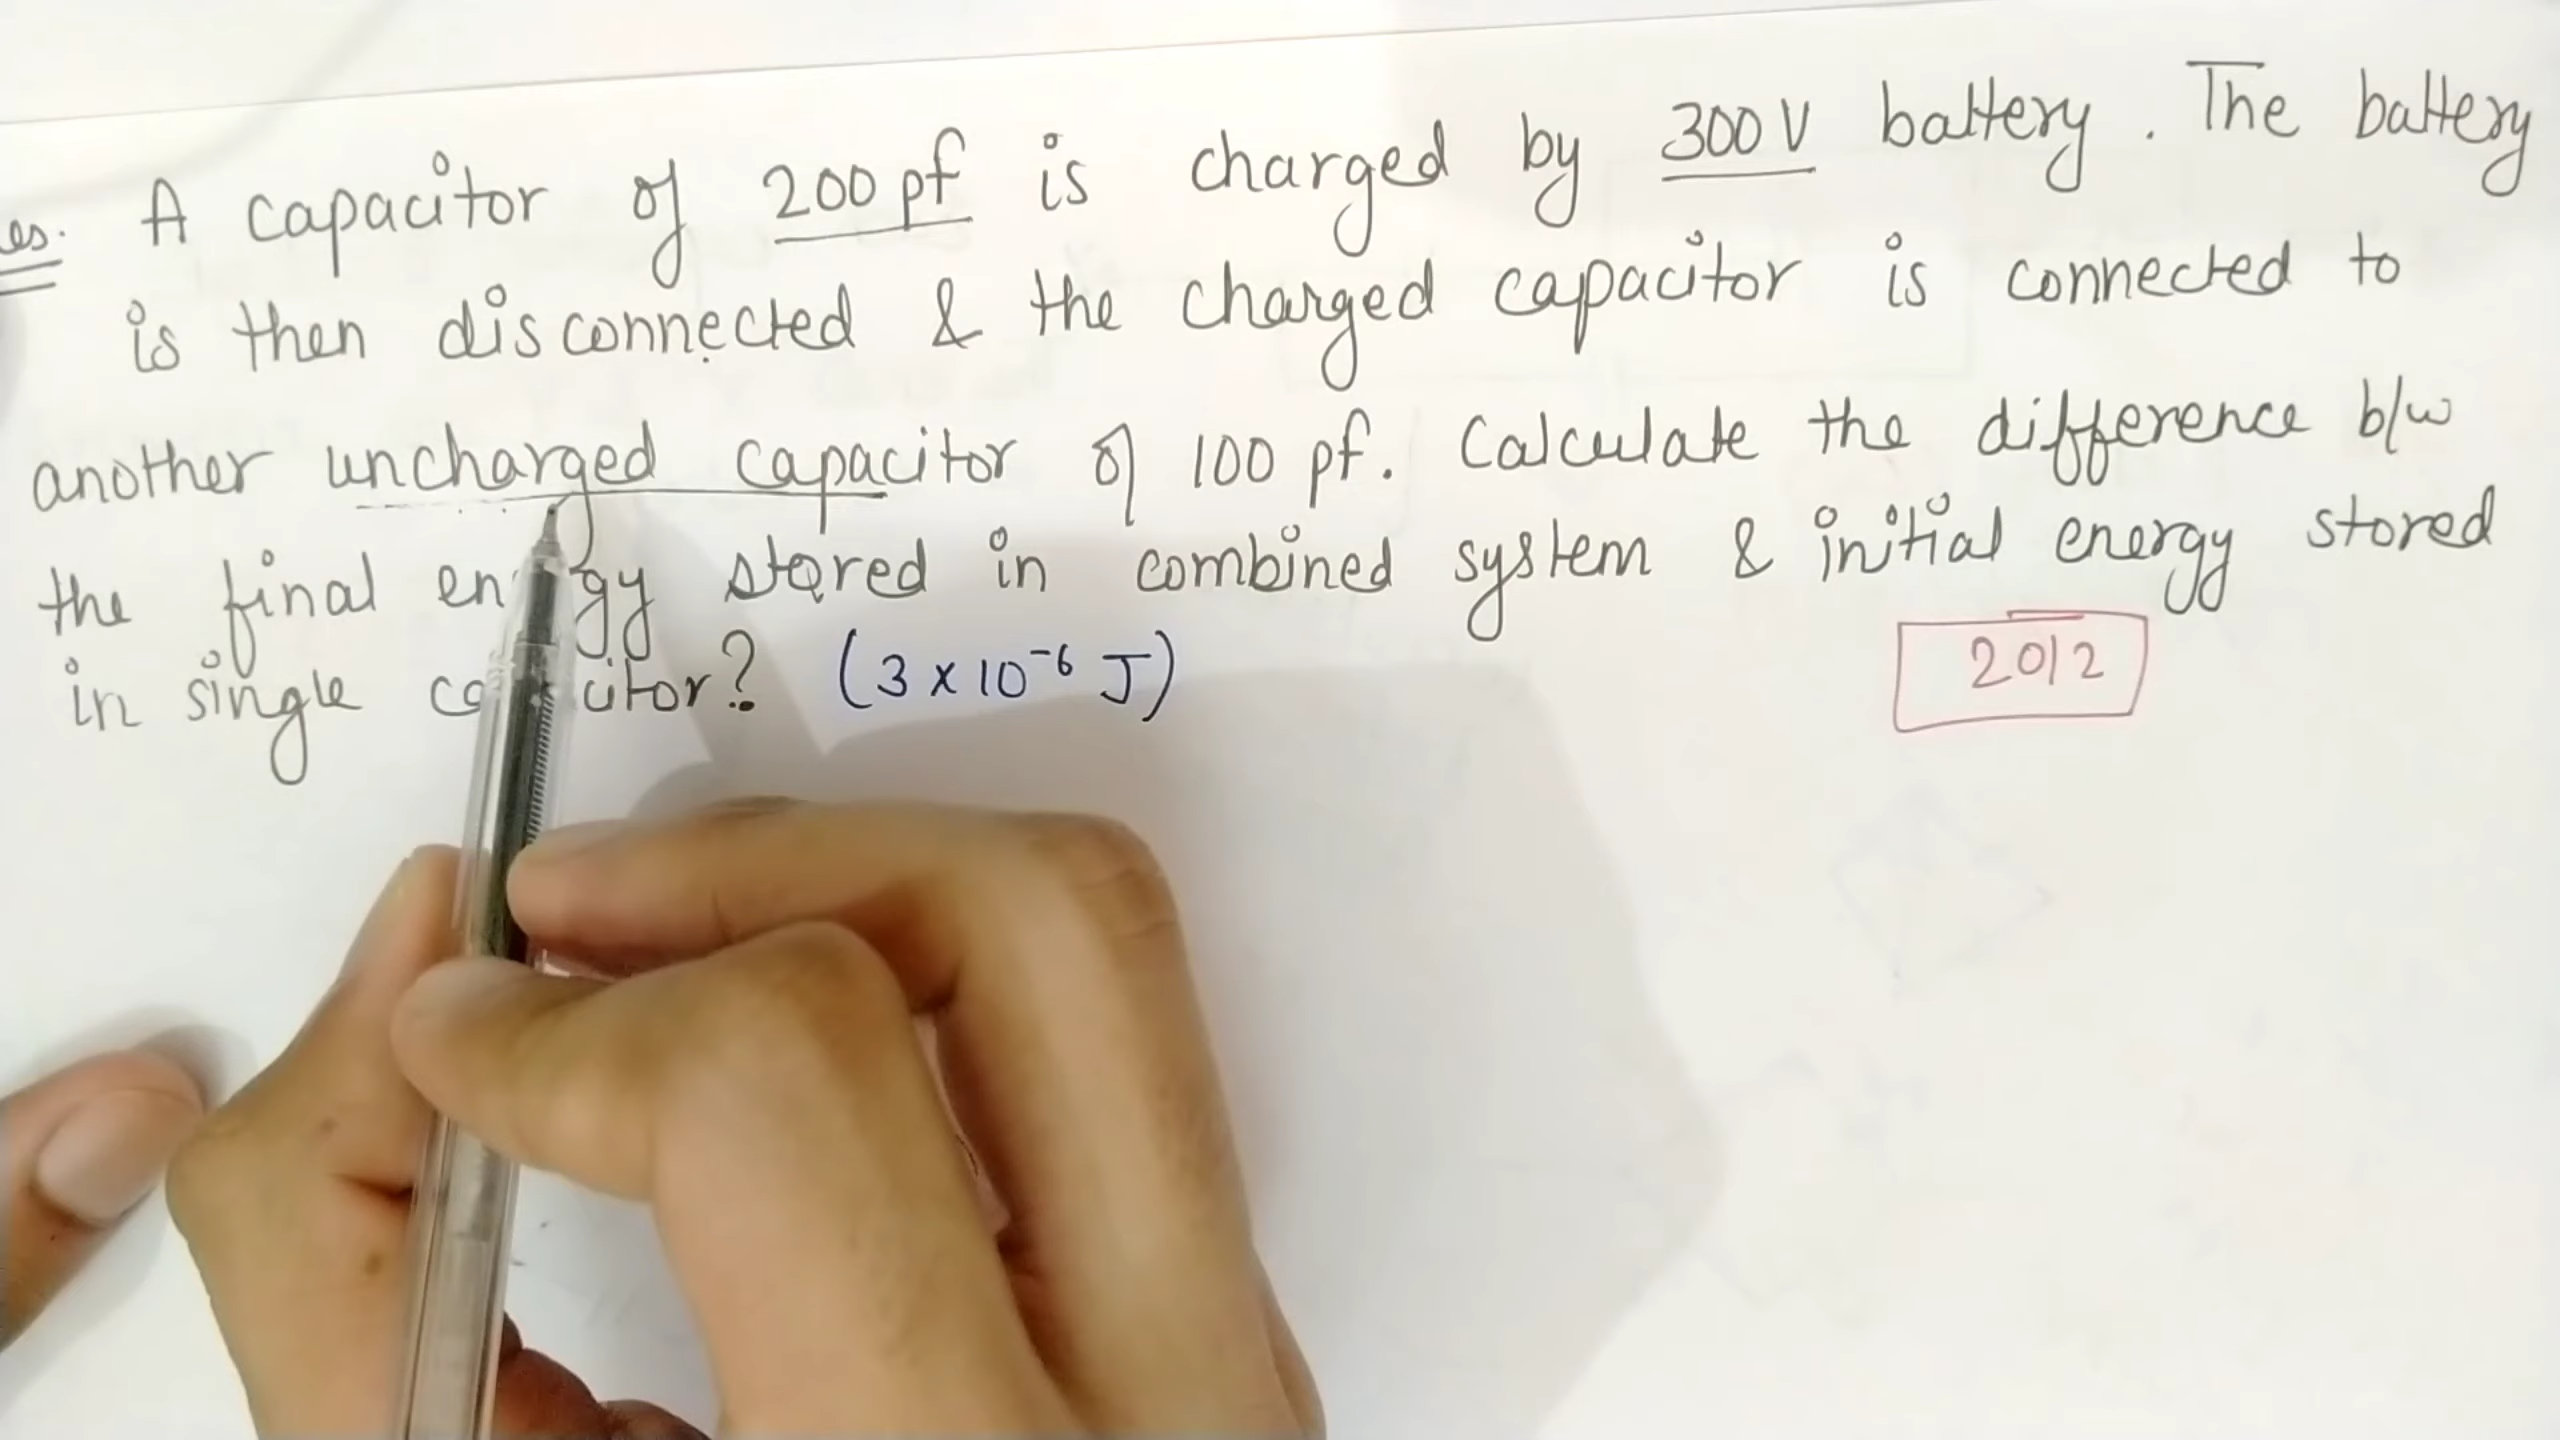 es. A capacitor of 200 pf is charged by 300 V battery. The battery
is then disconnected & the charged capacitor is connected to
another uncharged capacitor of 100 pf. Calculate the difference b/w
the final en gy stored in combined system & initial energy stored
in single ca citor? (3 x 10⁻⁶ J)
2012